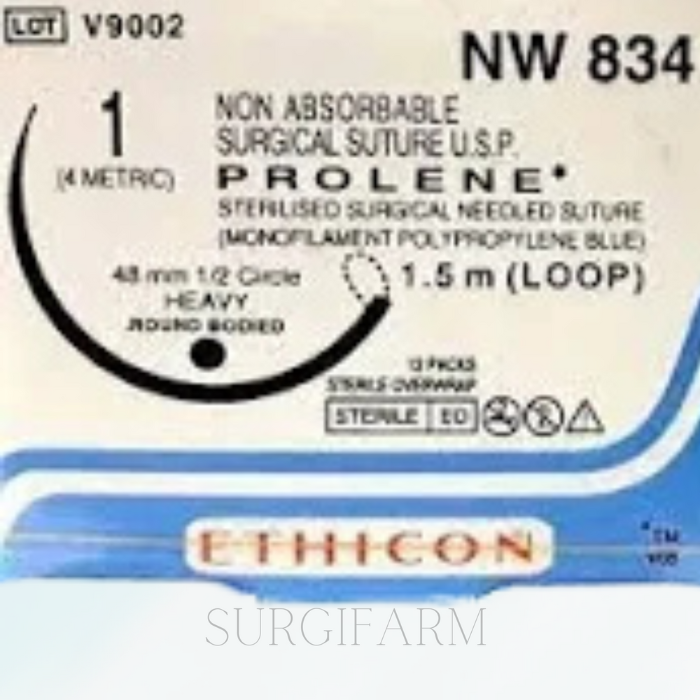 LOT V9002
NW 834
1
(4 METRIC)
NON ABSORBABLE
SURGICAL SUTURE U.S.P.
PROLENE*
STERILISED SURGICAL NEEDLED SUTURE
(MONOFILAMENT POLYPROPYLENE BLUE)
48 mm 1/2 Circle
HEAVY
ROUND BODIED
1.5 m (LOOP)
12 PACKS
STERILE OVERWRAP
STERILE EO
ETHICON
*TM
SURGIFARM